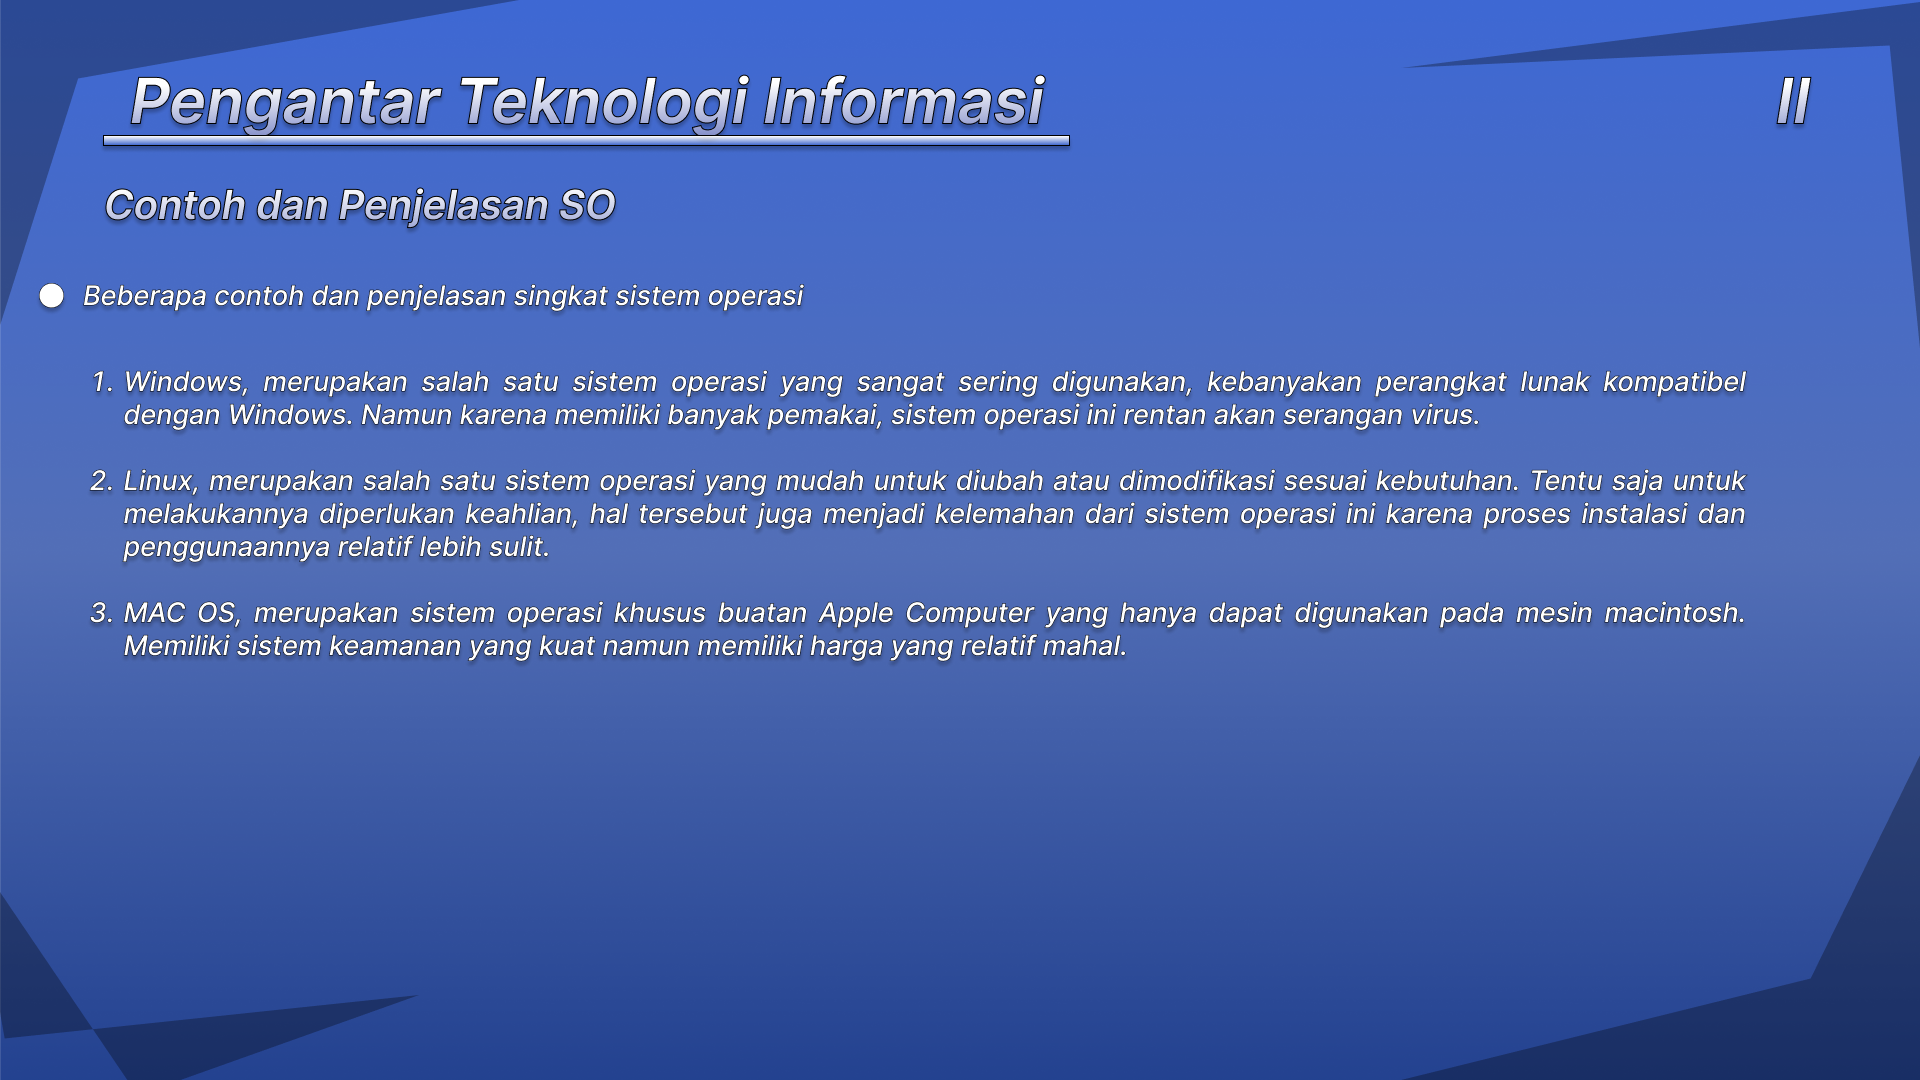 Pengantar Teknologi Informasi
II
Contoh dan Penjelasan SO
● Beberapa contoh dan penjelasan singkat sistem operasi
1. Windows, merupakan salah satu sistem operasi yang sangat sering digunakan, kebanyakan perangkat lunak kompatibel
dengan Windows. Namun karena memiliki banyak pemakai, sistem operasi ini rentan akan serangan virus.
2. Linux, merupakan salah satu sistem operasi yang mudah untuk diubah atau dimodifikasi sesuai kebutuhan. Tentu saja untuk
melakukannya diperlukan keahlian, hal tersebut juga menjadi kelemahan dari sistem operasi ini karena proses instalasi dan
penggunaannya relatif lebih sulit.
3. MAC OS, merupakan sistem operasi khusus buatan Apple Computer yang hanya dapat digunakan pada mesin macintosh.
Memiliki sistem keamanan yang kuat namun memiliki harga yang relatif mahal.